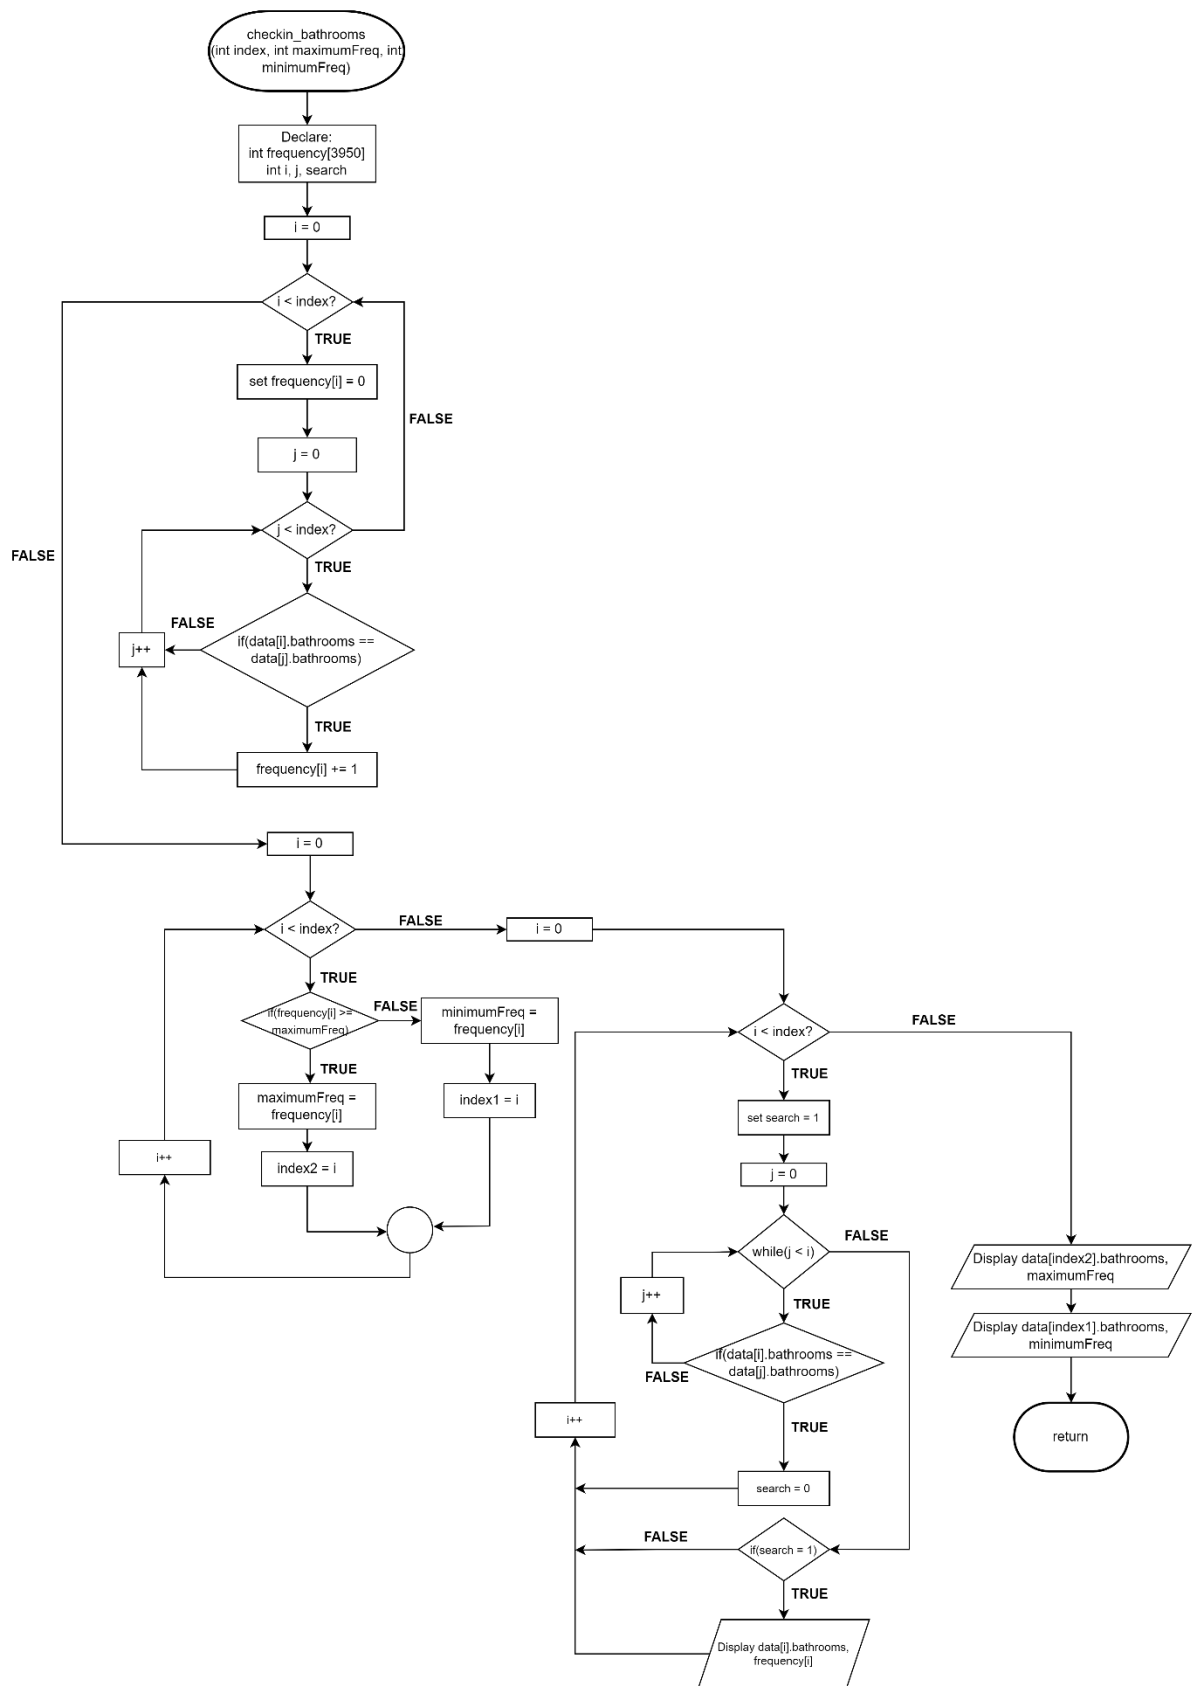 checkin_bathrooms
(int index, int maximumFreq, int
minimumFreq)
Declare:
int frequency[3950]
int i, j, search
i = 0
i < index?
TRUE
set frequency[i] = 0
FALSE
j = 0
j < index?
FALSE
TRUE
FALSE
if(data[i].bathrooms ==
data[j].bathrooms)
j++
TRUE
frequency[i] += 1
i = 0
i < index?
FALSE
i = 0
TRUE
if(frequency[i] >=
maximumFreq)
FALSE
minimumFreq =
frequency[i]
TRUE
maximumFreq =
frequency[i]
index1 = i
i++
index2 = i
i < index?
FALSE
TRUE
set search = 1
j = 0
while(j < i)
FALSE
j++
TRUE
if(data[i].bathrooms ==
data[j].bathrooms)
FALSE
i++
TRUE
search = 0
FALSE
if(search = 1)
TRUE
Display data[i].bathrooms,
frequency[i]
Display data[index2].bathrooms,
maximumFreq
Display data[index1].bathrooms,
minimumFreq
return